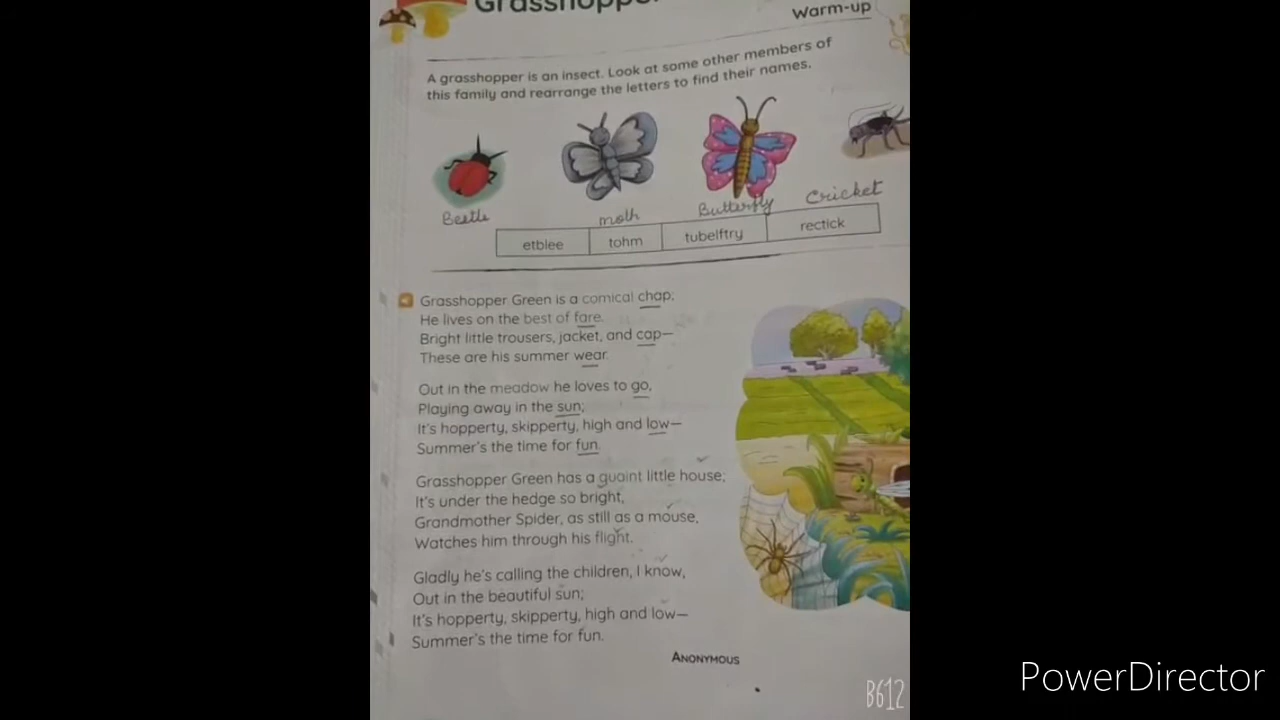 Grasshopper
Warm-up
A grasshopper is an insect. Look at some other members of
this family and rearrange the letters to find their names.
Beetle moth Butterfly Cricket
etblee tohm tubelftry rectick
Grasshopper Green is a comical chap;
He lives on the best of fare.
Bright little trousers, jacket, and cap—
These are his summer wear.
Out in the meadow he loves to go,
Playing away in the sun;
It's hopperty, skipperty, high and low—
Summer's the time for fun.
Grasshopper Green has a quaint little house;
It's under the hedge so bright,
Grandmother Spider, as still as a mouse,
Watches him through his flight.
Gladly he's calling the children, I know,
Out in the beautiful sun;
It's hopperty, skipperty, high and low—
Summer's the time for fun.
ANONYMOUS
B612
PowerDirector